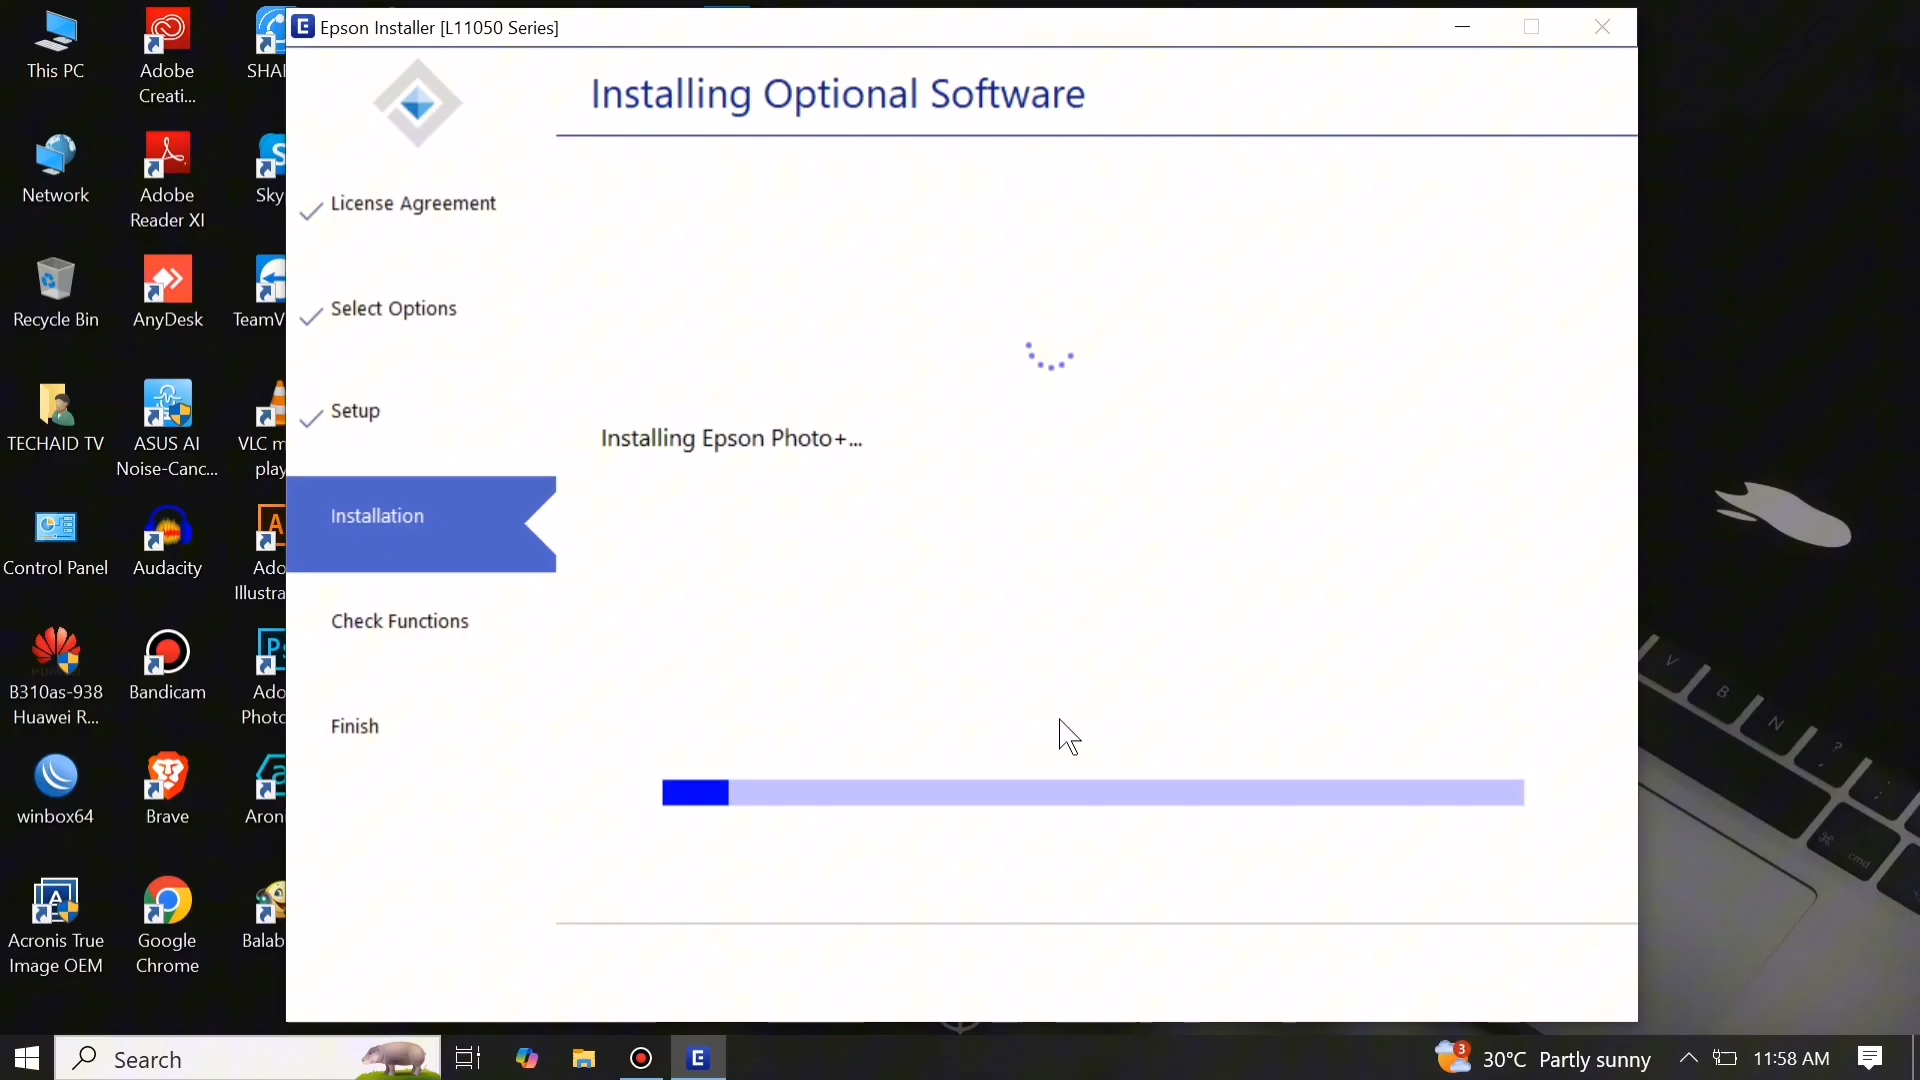 Epson Installer [L11050 Series]
Installing Optional Software
License Agreement
Select Options
Setup
Installation
Check Functions
Finish
Installing Epson Photo+...
This PC
Adobe
Creati...
SHA
Network
Adobe
Reader XI
Sky
Recycle Bin
AnyDesk
TeamV
TECHAID TV
ASUS AI
Noise-Canc...
VLC m
play
Control Panel
Audacity
Ado
Illustra
B310as-938
Huawei R...
Bandicam
Ado
Photo
winbox64
Brave
Aron
Acronis True
Image OEM
Google
Chrome
Balab
V
B
N
?
cmd
Search
3
30°C Partly sunny
11:58 AM